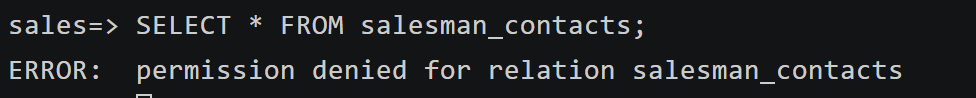 sales=> SELECT * FROM salesman_contacts;
ERROR:  permission denied for relation salesman_contacts